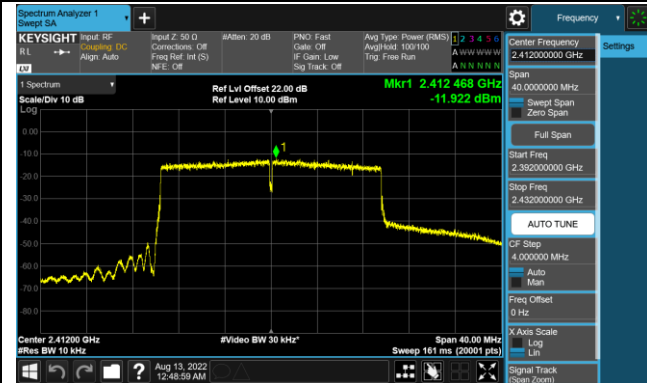 Spectrum Analyzer 1
Swept SA
Frequency
KEYSIGHT
RL
Input: RF
Coupling: DC
Align: Auto
Input Z: 50 Ω
Corrections: Off
Freq Ref: Int (S)
NFE: Off
#Atten: 20 dB
PNO: Fast
Gate: Off
IF Gain: Low
Sig Track: Off
Avg Type: Power (RMS)
Avg|Hold: 100/100
Trig: Free Run
1 2 3 4 5 6
A W W W W W
A N N N N N
Settings
Center Frequency
2.412000000 GHz
Span
40.0000000 MHz
Swept Span
Zero Span
Full Span
Start Freq
2.392000000 GHz
Stop Freq
2.432000000 GHz
AUTO TUNE
CF Step
4.000000 MHz
Auto
Man
Freq Offset
0 Hz
X Axis Scale
Log
Lin
Signal Track
(Span Zoom)
1 Spectrum
Scale/Div 10 dB
Log
Ref Lvl Offset 22.00 dB
Ref Level 10.00 dBm
Mkr1 2.412 468 GHz
-11.922 dBm
1
0.00
-10.0
-20.0
-30.0
-40.0
-50.0
-60.0
-70.0
-80.0
Center 2.41200 GHz
#Res BW 10 kHz
#Video BW 30 kHz*
Span 40.00 MHz
Sweep 161 ms (20001 pts)
?
Aug 13, 2022
12:48:59 AM